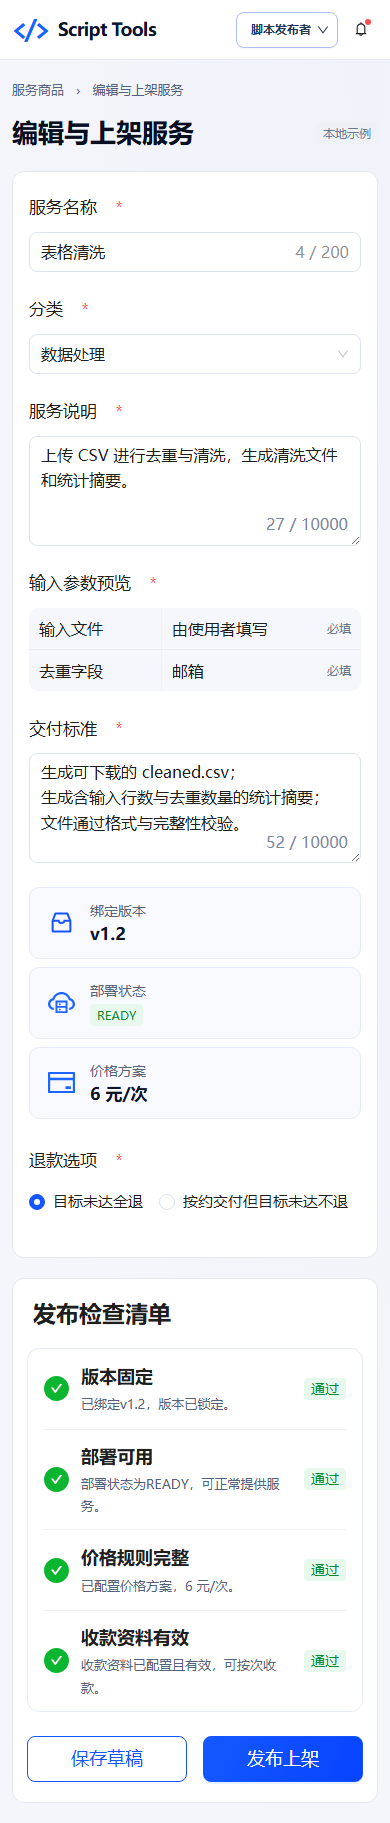 Script Tools
脚本发布者
服务商品 › 编辑与上架服务
编辑与上架服务
本地示例
服务名称 *
表格清洗 4 / 200
分类 *
数据处理
服务说明 *
上传 CSV 进行去重与清洗，生成清洗文件
和统计摘要。
27 / 10000
输入参数预览 *
输入文件 由使用者填写 必填
去重字段 邮箱 必填
交付标准 *
生成可下载的 cleaned.csv；
生成含输入行数与去重数量的统计摘要；
文件通过格式与完整性校验。
52 / 10000
绑定版本
v1.2
部署状态
READY
价格方案
6 元/次
退款选项 *
目标未达全退 按约交付但目标未达不退
发布检查清单
版本固定
已绑定v1.2，版本已锁定。
通过
部署可用
部署状态为READY，可正常提供服
务。
通过
价格规则完整
已配置价格方案，6 元/次。
通过
收款资料有效
收款资料已配置且有效，可按次收
款。
通过
保存草稿 发布上架